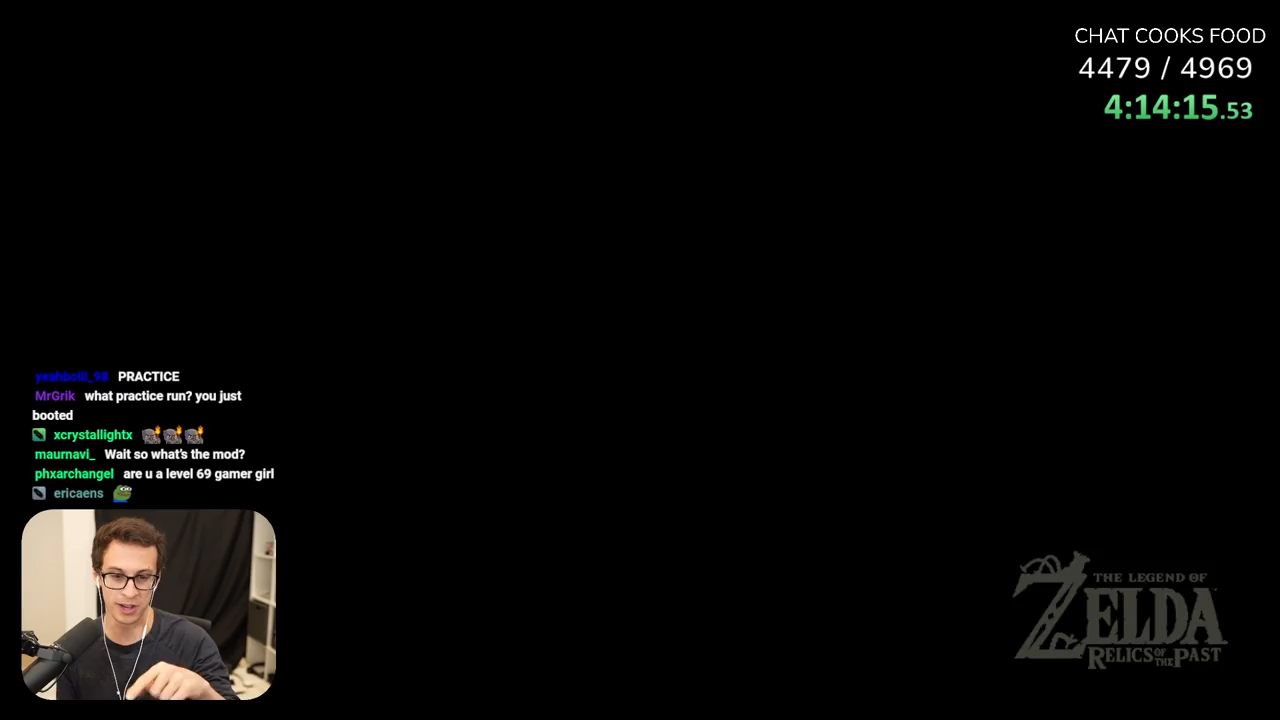 CHAT COOKS FOOD
4479 / 4969
4:14:15.53
yeahboiii_98 PRACTICE
MrGrik what practice run? you just
booted
xcrystallightx
maurnavi_ Wait so what's the mod?
phxarchangel are u a level 69 gamer girl
ericaens
THE LEGEND OF
ZELDA
RELICS OF THE PAST